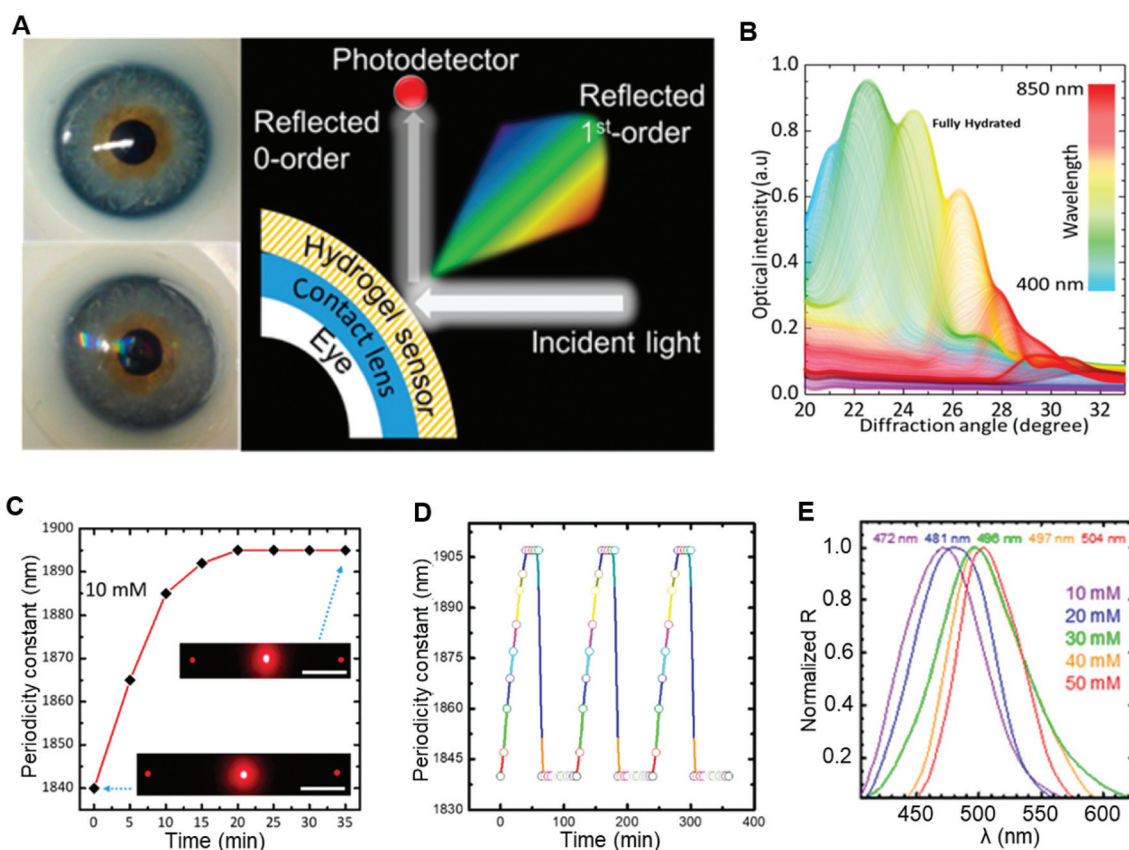 A
Photodetector
Reflected
0-order
Reflected
1st-order
Hydrogel sensor
Contact lens
Eye
Incident light
B
Optical intensity (a.u)
1.0
0.8
0.6
0.4
0.2
0.0
Fully Hydrated
850 nm
Wavelength
400 nm
20 22 24 26 28 30 32
Diffraction angle (degree)
C
Periodicity constant (nm)
1900
1890
1880
1870
1860
1850
1840
10 mM
0 5 10 15 20 25 30 35
Time (min)
D
Periodicity constant (nm)
1905
1890
1875
1860
1845
1830
0 100 200 300 400
Time (min)
E
Normalized R
1.0
0.8
0.6
0.4
0.2
472 nm 481 nm 496 nm 497 nm 504 nm
10 mM
20 mM
30 mM
40 mM
50 mM
450 500 550 600
λ (nm)